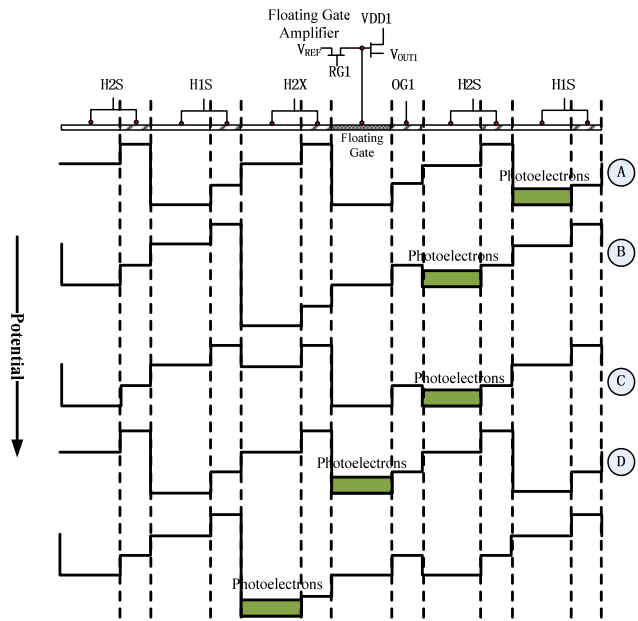 Floating Gate
Amplifier
VDD1
VREF
VOUT1
RG1
H2S
H1S
H2X
OG1
H2S
H1S
Floating
Gate
Photoelectrons
A
Photoelectrons
B
Potential
Photoelectrons
C
Photoelectrons
D
Photoelectrons